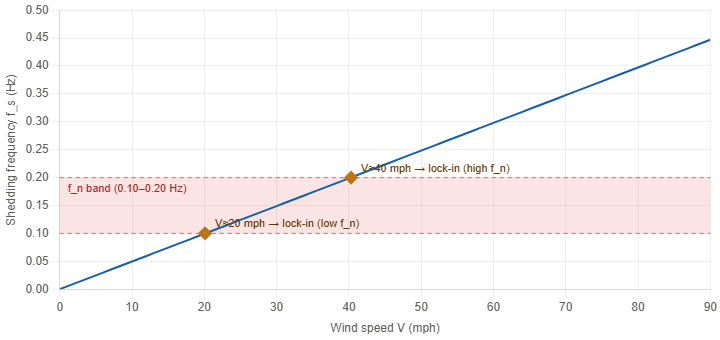 0.50
0.45
0.40
0.35
0.30
0.25
0.20
0.15
0.10
0.05
0.00
Shedding frequency f_s (Hz)
V≈40 mph → lock-in (high f_n)
f_n band (0.10–0.20 Hz)
V≈20 mph → lock-in (low f_n)
0 10 20 30 40 50 60 70 80 90
Wind speed V (mph)